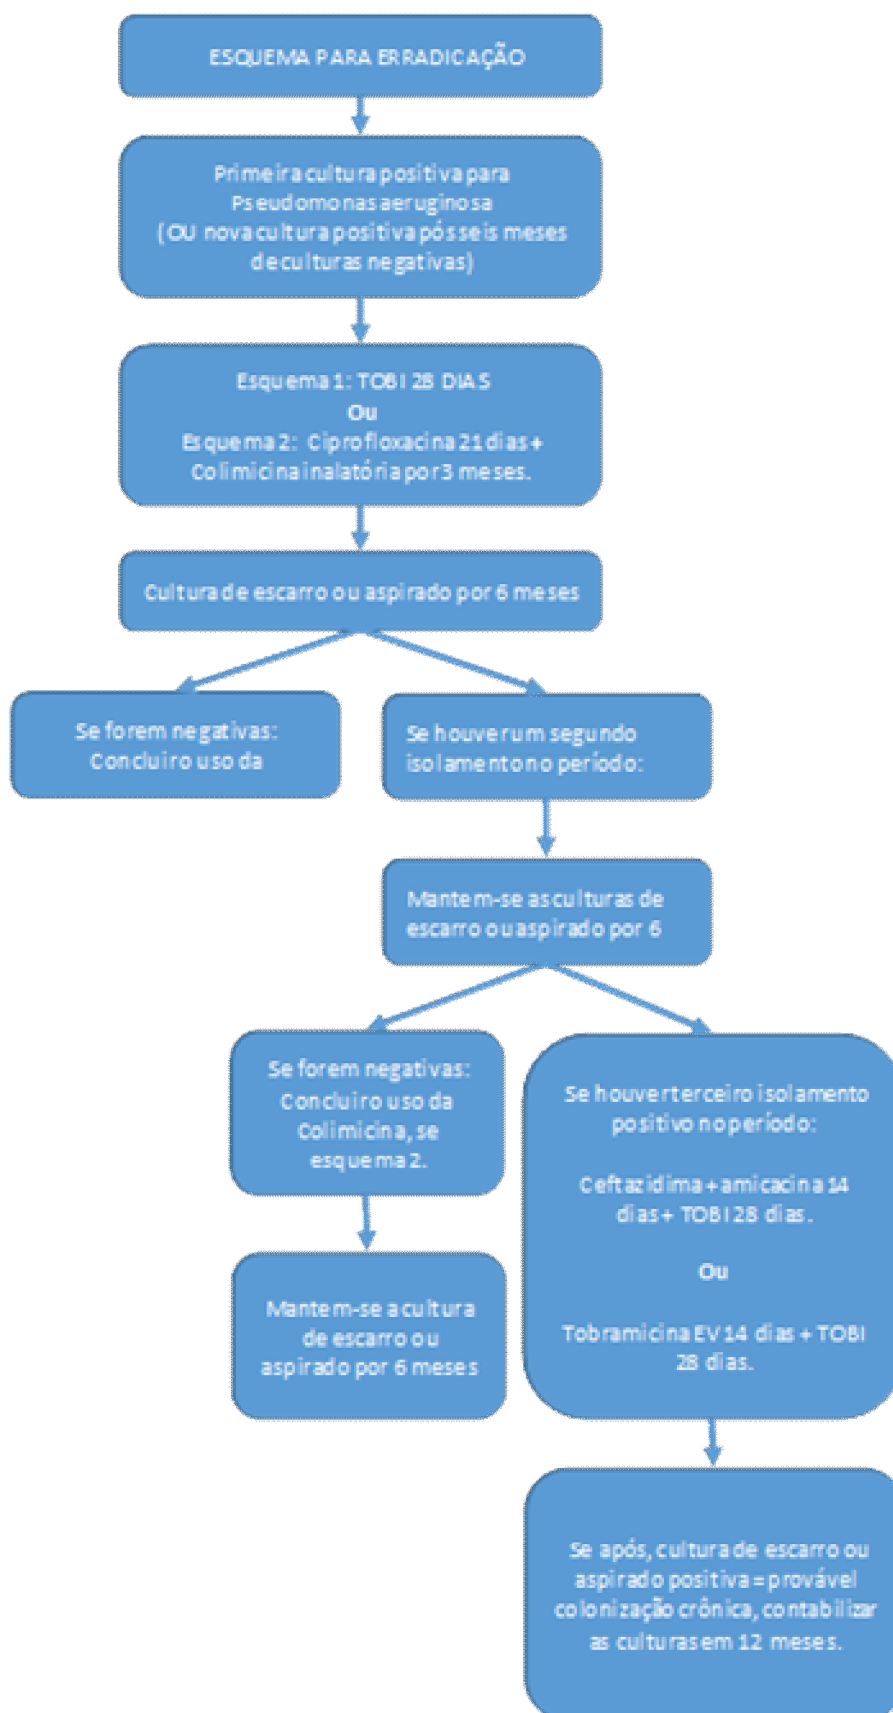 ESQUEMA PARA ERRADICAÇÃO
Primeira cultura positiva para
Pseudomonas aeruginosa
(OU nova cultura positiva pós seis meses
de culturas negativas)
Esquema 1: TOBI 28 DIAS
Ou
Esquema 2: Ciprofloxacina 21 dias +
Colimicina inalatória por 3 meses.
Cultura de escarro ou aspirado por 6 meses
Se forem negativas:
Concluir o uso da
Se houver um segundo
isolamento no período:
Mantem-se as culturas de
escarro ou aspirado por 6
Se forem negativas:
Concluir o uso da
Colimicina, se
esquema 2.
Mantem-se a cultura
de escarro ou
aspirado por 6 meses
Se houver terceiro isolamento
positivo no período:
Ceftazidima + amicacina 14
dias + TOBI 28 dias.
Ou
Tobramicina EV 14 dias + TOBI
28 dias.
Se após, cultura de escarro ou
aspirado positiva = provável
colonização crônica, contabilizar
as culturas em 12 meses.